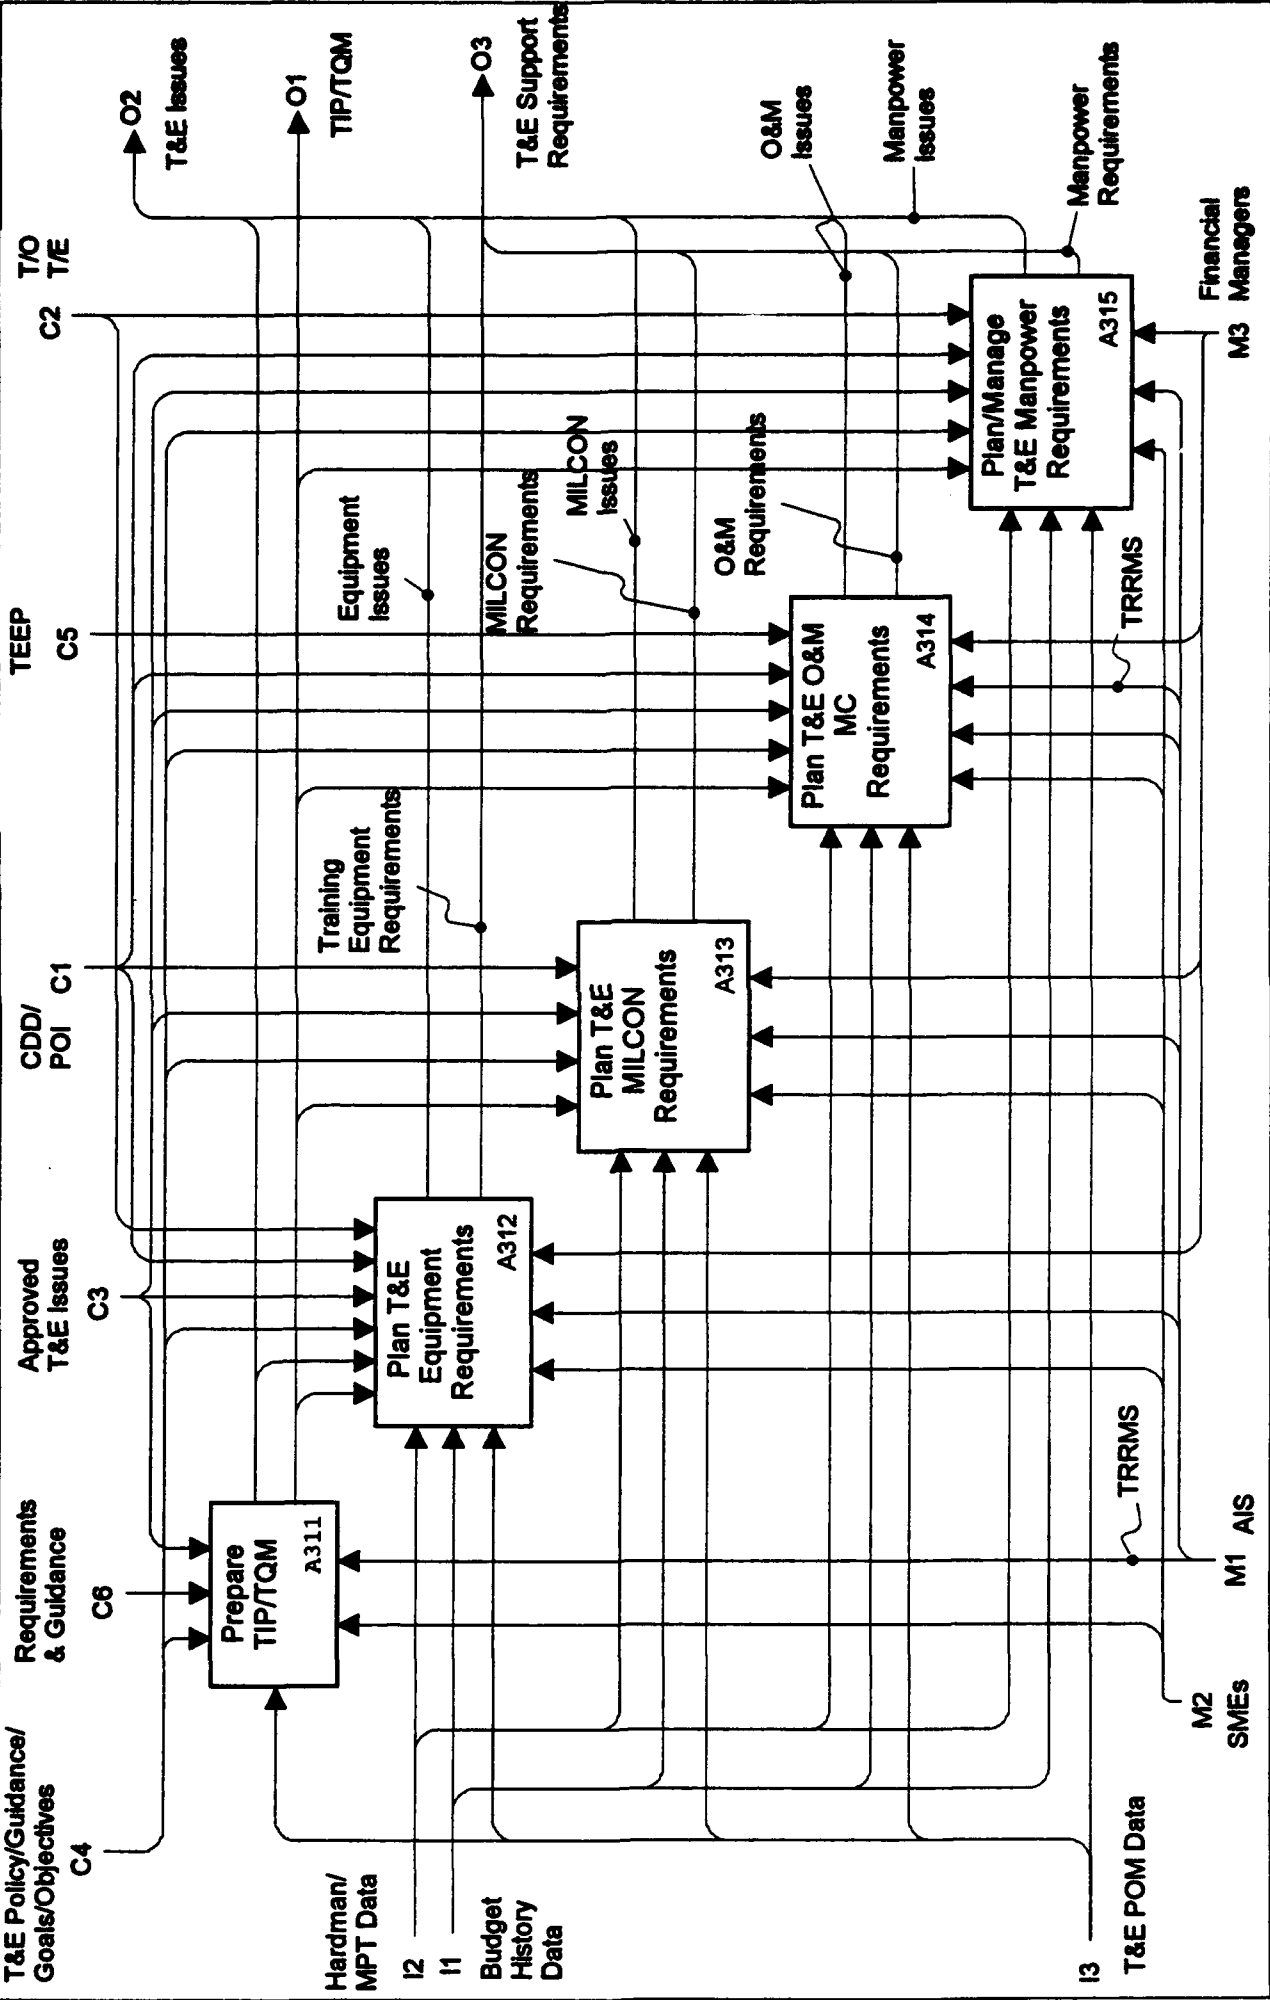 T&E Policy/Guidance/
Goals/Objectives
C4
Requirements
& Guidance
C6
Approved
T&E Issues
C3
CDD/
POI
C1
TEEP
C5
T/O
T/E
C2
O2
T&E Issues
O1
TIP/TQM
O3
T&E Support
Requirements
Prepare
TIP/TQM
A311
Plan T&E
Equipment
Requirements
A312
Training
Equipment
Requirements
Equipment
Issues
Plan T&E
MILCON
Requirements
A313
MILCON
Requirements
MILCON
Issues
Plan T&E O&M
MC
Requirements
A314
O&M
Requirements
O&M
Issues
Manpower
Issues
Plan/Manage
T&E Manpower
Requirements
A315
Manpower
Requirements
Hardman/
MPT Data
I2
I1
Budget
History
Data
I3
T&E POM Data
TRRMS
TRRMS
M2
SMEs
M1
AIS
M3
Financial
Managers